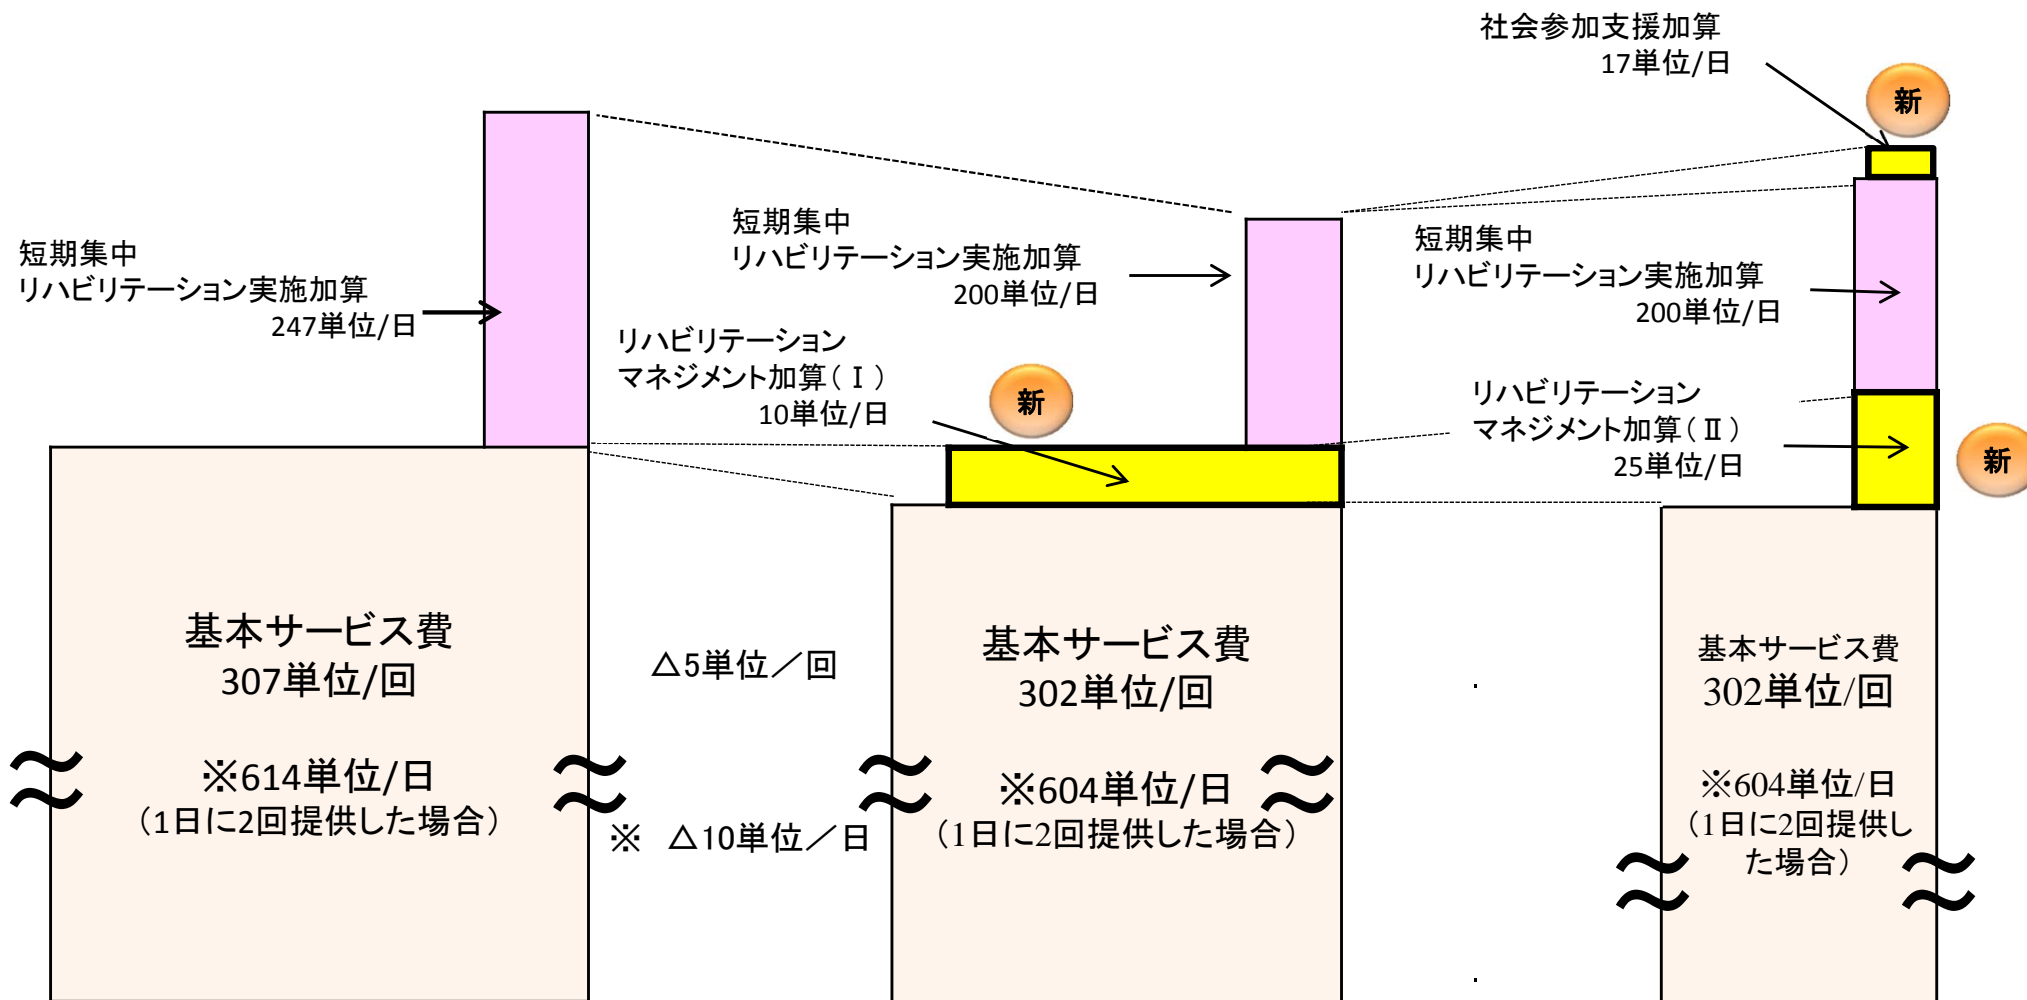 社会参加支援加算
17単位/日
新
短期集中
リハビリテーション実施加算
247単位/日
短期集中
リハビリテーション実施加算
200単位/日
短期集中
リハビリテーション実施加算
200単位/日
リハビリテーション
マネジメント加算(Ⅰ)
10単位/日
新
リハビリテーション
マネジメント加算(Ⅱ)
25単位/日
新
基本サービス費
307単位/回
※614単位/日
(1日に2回提供した場合)
△5単位／回
※ △10単位／日
基本サービス費
302単位/回
※604単位/日
(1日に2回提供した場合)
基本サービス費
302単位/回
※604単位/日
(1日に2回提供し
た場合)